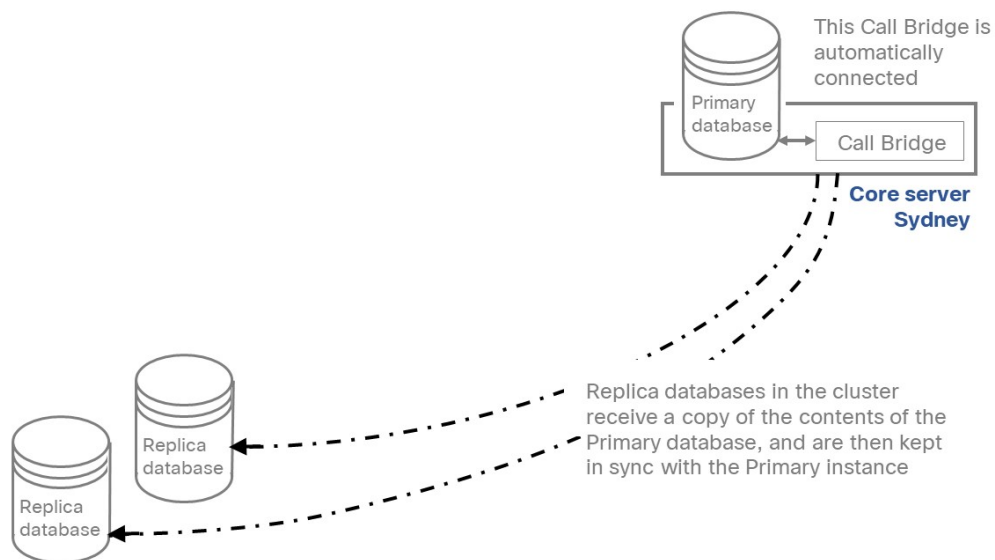 This Call Bridge is
automatically
connected
Primary
database
Call Bridge
Core server
Sydney
Replica databases in the cluster
receive a copy of the contents of the
Primary database, and are then kept
in sync with the Primary instance
Replica
database
Replica
database